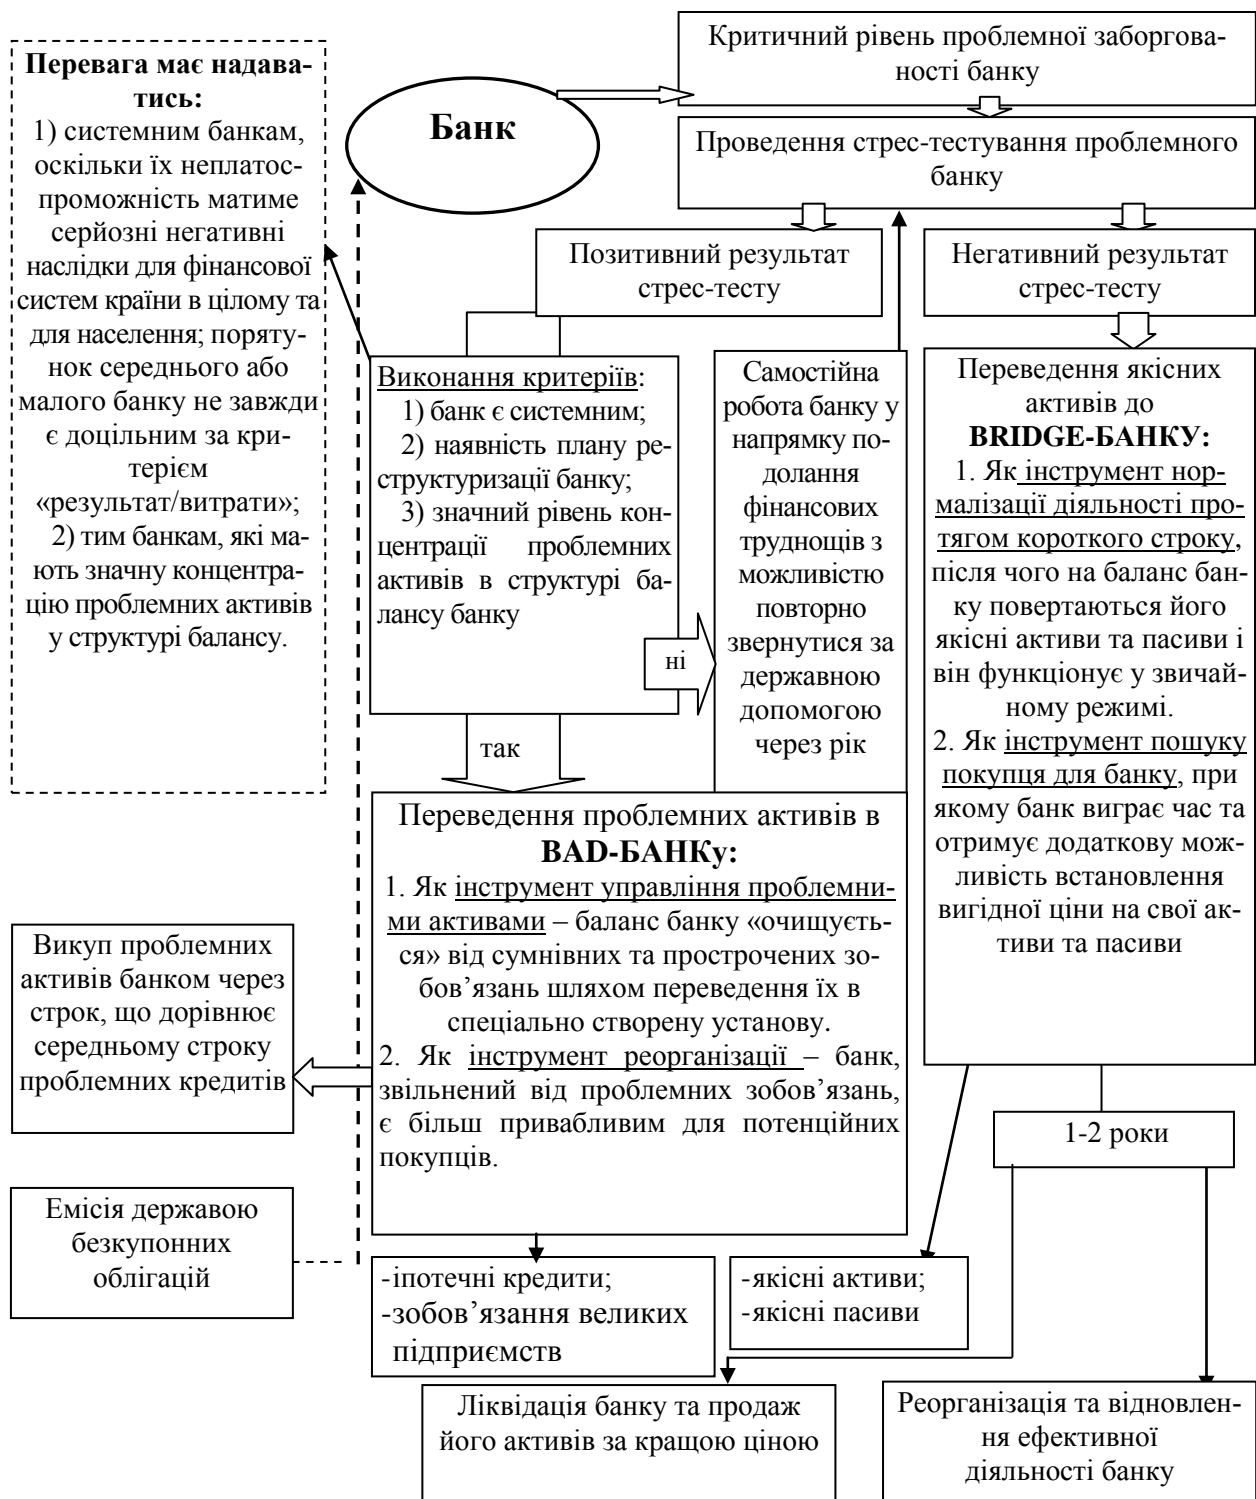 Критичний рівень проблемної заборгова-
ності банку
Перевага має надава-
тись:
1) системним банкам,
оскільки їх неплатос-
проможність матиме
серйозні негативні
наслідки для фінансової
систем країни в цілому та
для населення; поряту-
нок середнього або
малого банку не завжди
є доцільним за кри-
терієм
«результат/витрати»;
2) тим банкам, які ма-
ють значну концентра-
цію проблемних активів
у структурі балансу.
Банк
Проведення стрес-тестування проблемного
банку
Позитивний результат
стрес-тесту
Негативний результат
стрес-тесту
Виконання критеріїв:
1) банк є системним;
2) наявність плану ре-
структуризації банку;
3) значний рівень кон-
центрації проблемних
активів в структурі ба-
лансу банку
ні
так
Самостійна
робота банку у
напрямку по-
долання
фінансових
труднощів з
можливістю
повторно
звернутися за
державною
допомогою
через рік
Переведення якісних
активів до
BRIDGE-БАНКУ:
1. Як інструмент нор-
малізації діяльності про-
тягом короткого строку,
після чого на баланс бан-
ку повертаються його
якісні активи та пасиви і
він функціонує у звичай-
ному режимі.
2. Як інструмент пошуку
покупця для банку, при
якому банк виграє час та
отримує додаткову мож-
ливість встановлення
вигідної ціни на свої ак-
тиви та пасиви
Переведення проблемних активів в
BAD-БАНКу:
1. Як інструмент управління проблемни-
ми активами – баланс банку «очищуєть-
ся» від сумнівних та прострочених зо-
бов’язань шляхом переведення їх в
спеціально створену установу.
2. Як інструмент реорганізації – банк,
звільнений від проблемних зобов’язань,
є більш привабливим для потенційних
покупців.
Викуп проблемних
активів банком через
строк, що дорівнює
середньому строку
проблемних кредитів
1-2 роки
Емісія державою
безкупонних
облігацій
-іпотечні кредити;
-зобов’язання великих
підприємств
-якісні активи;
-якісні пасиви
Ліквідація банку та продаж
його активів за кращою ціною
Реорганізація та відновлен-
ня ефективної
діяльності банку